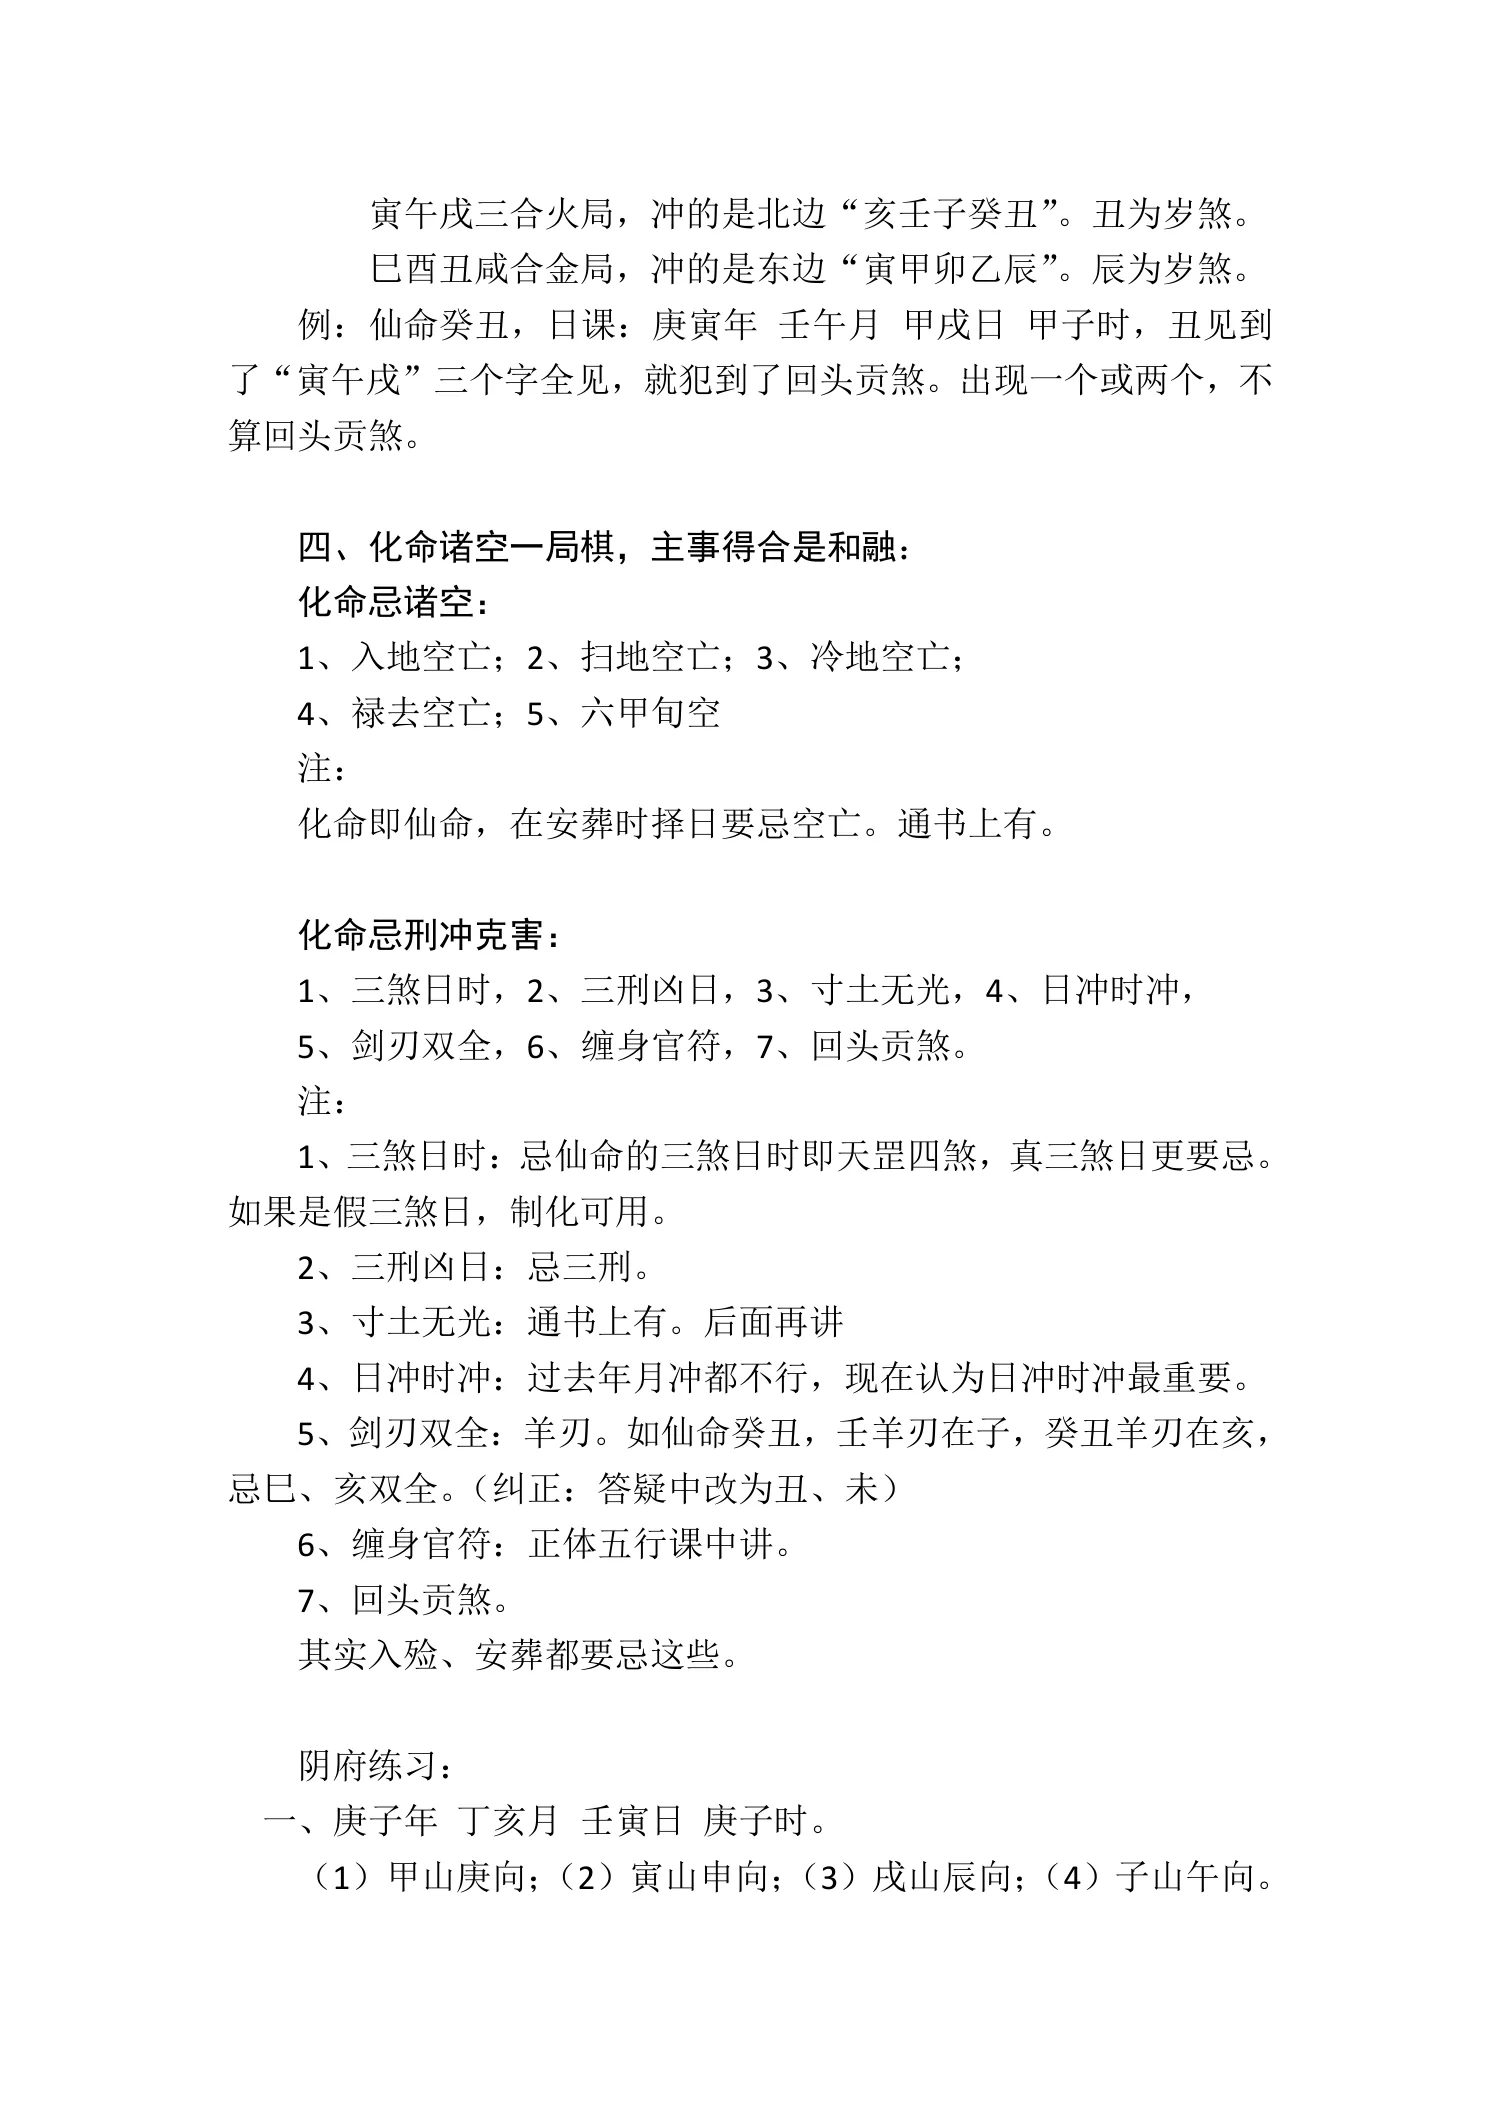 寅午戌三合火局，冲的是北边“亥壬子癸丑”。丑为岁煞。
巳酉丑咸合金局，冲的是东边“寅甲卯乙辰”。辰为岁煞。
例：仙命癸丑，日课：庚寅年 壬午月 甲戌日 甲子时，丑见到
了“寅午戌”三个字全见，就犯到了回头贡煞。出现一个或两个，不
算回头贡煞。
四、化命诸空一局棋，主事得合是和融：
化命忌诸空：
1、入地空亡；2、扫地空亡；3、冷地空亡；
4、禄去空亡；5、六甲旬空
注：
化命即仙命，在安葬时择日要忌空亡。通书上有。
化命忌刑冲克害：
1、三煞日时，2、三刑凶日，3、寸土无光，4、日冲时冲，
5、剑刃双全，6、缠身官符，7、回头贡煞。
注：
1、三煞日时：忌仙命的三煞日时即天罡四煞，真三煞日更要忌。
如果是假三煞日，制化可用。
2、三刑凶日：忌三刑。
3、寸土无光：通书上有。后面再讲
4、日冲时冲：过去年月冲都不行，现在认为日冲时冲最重要。
5、剑刃双全：羊刃。如仙命癸丑，壬羊刃在子，癸丑羊刃在亥，
忌巳、亥双全。（纠正：答疑中改为丑、未）
6、缠身官符：正体五行课中讲。
7、回头贡煞。
其实入殓、安葬都要忌这些。
阴府练习：
一、庚子年 丁亥月 壬寅日 庚子时。
（1）甲山庚向；（2）寅山申向；（3）戌山辰向；（4）子山午向。